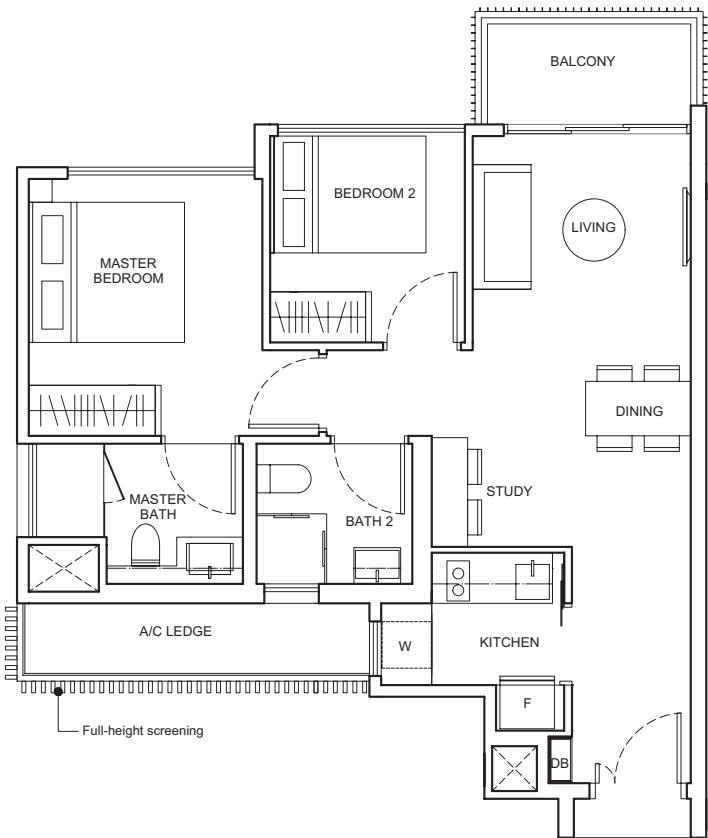 BALCONY
BEDROOM 2
LIVING
MASTER
BEDROOM
DINING
STUDY
MASTER
BATH
BATH 2
A/C LEDGE
W
KITCHEN
F
Full-height screening
DB